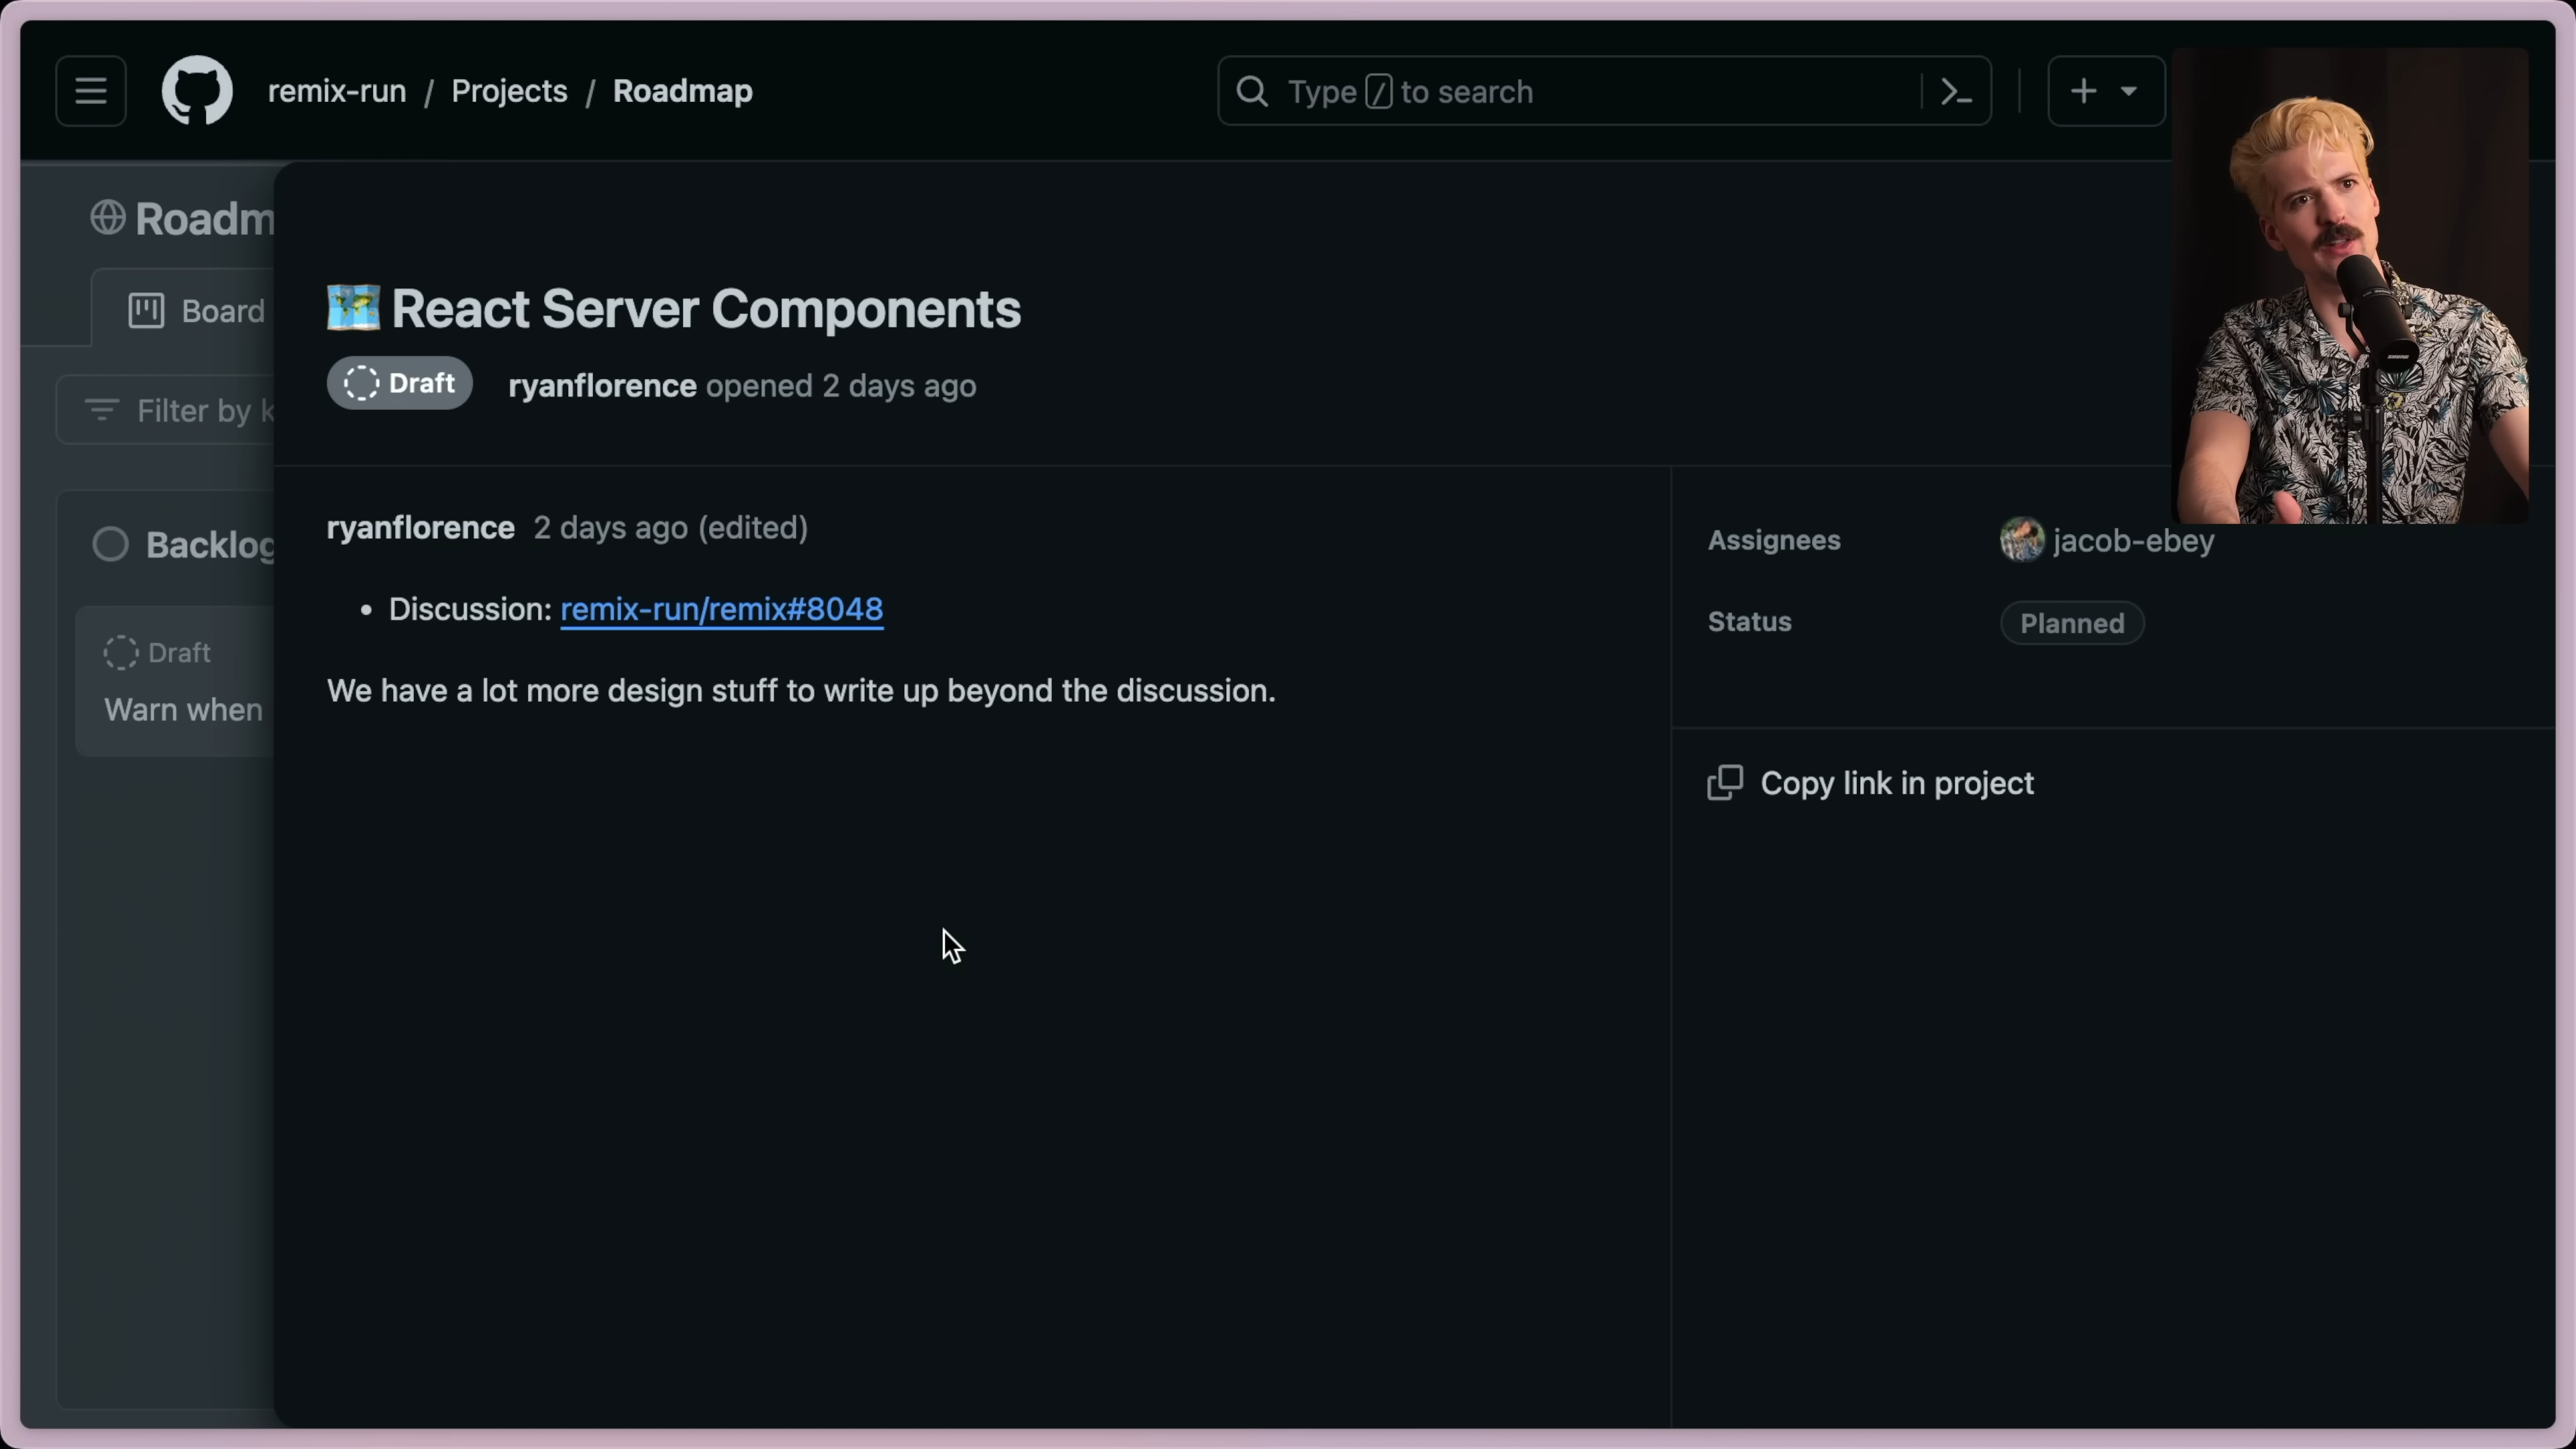 remix-run / Projects / Roadmap
Type / to search
Roadm
Board
Filter by k
Backlog
Draft
Warn when
React Server Components
Draft
ryanflorence opened 2 days ago
ryanflorence 2 days ago (edited)
• Discussion: remix-run/remix#8048
We have a lot more design stuff to write up beyond the discussion.
Assignees
jacob-ebey
Status
Planned
Copy link in project